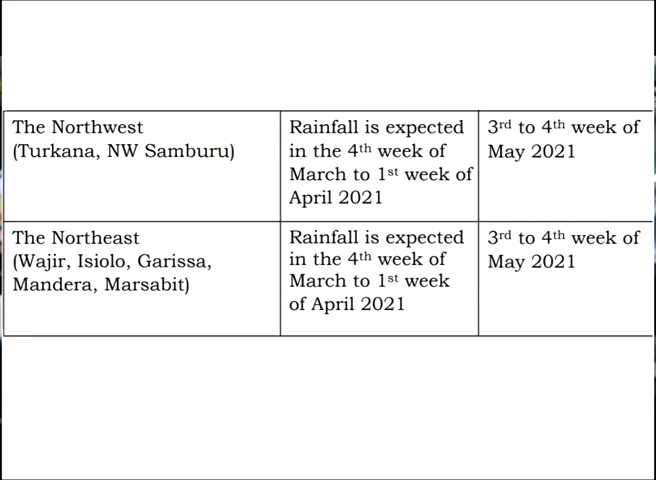 The Northwest
(Turkana, NW Samburu)
Rainfall is expected
in the 4th week of
March to 1st week of
April 2021
3rd to 4th week of
May 2021
The Northeast
(Wajir, Isiolo, Garissa,
Mandera, Marsabit)
Rainfall is expected
in the 4th week of
March to 1st week
of April 2021
3rd to 4th week of
May 2021